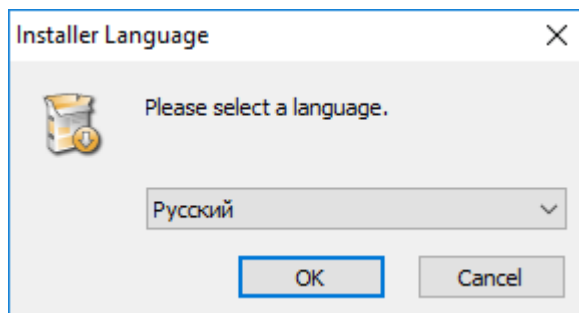 Installer Language
Please select a language.
Русский
OK
Cancel